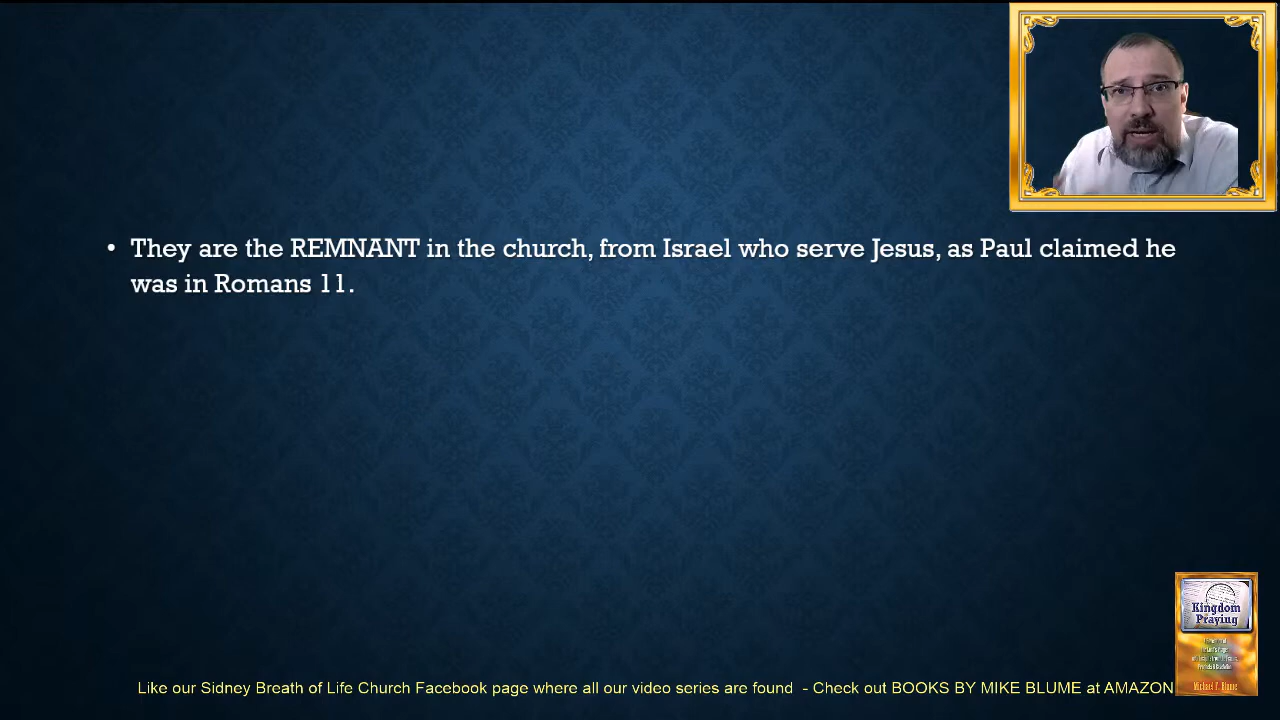 • They are the REMNANT in the church, from Israel who serve Jesus, as Paul claimed he
was in Romans 11.
Kingdom
Praying
Michael F. Blume
Like our Sidney Breath of Life Church Facebook page where all our video series are found - Check out BOOKS BY MIKE BLUME at AMAZON